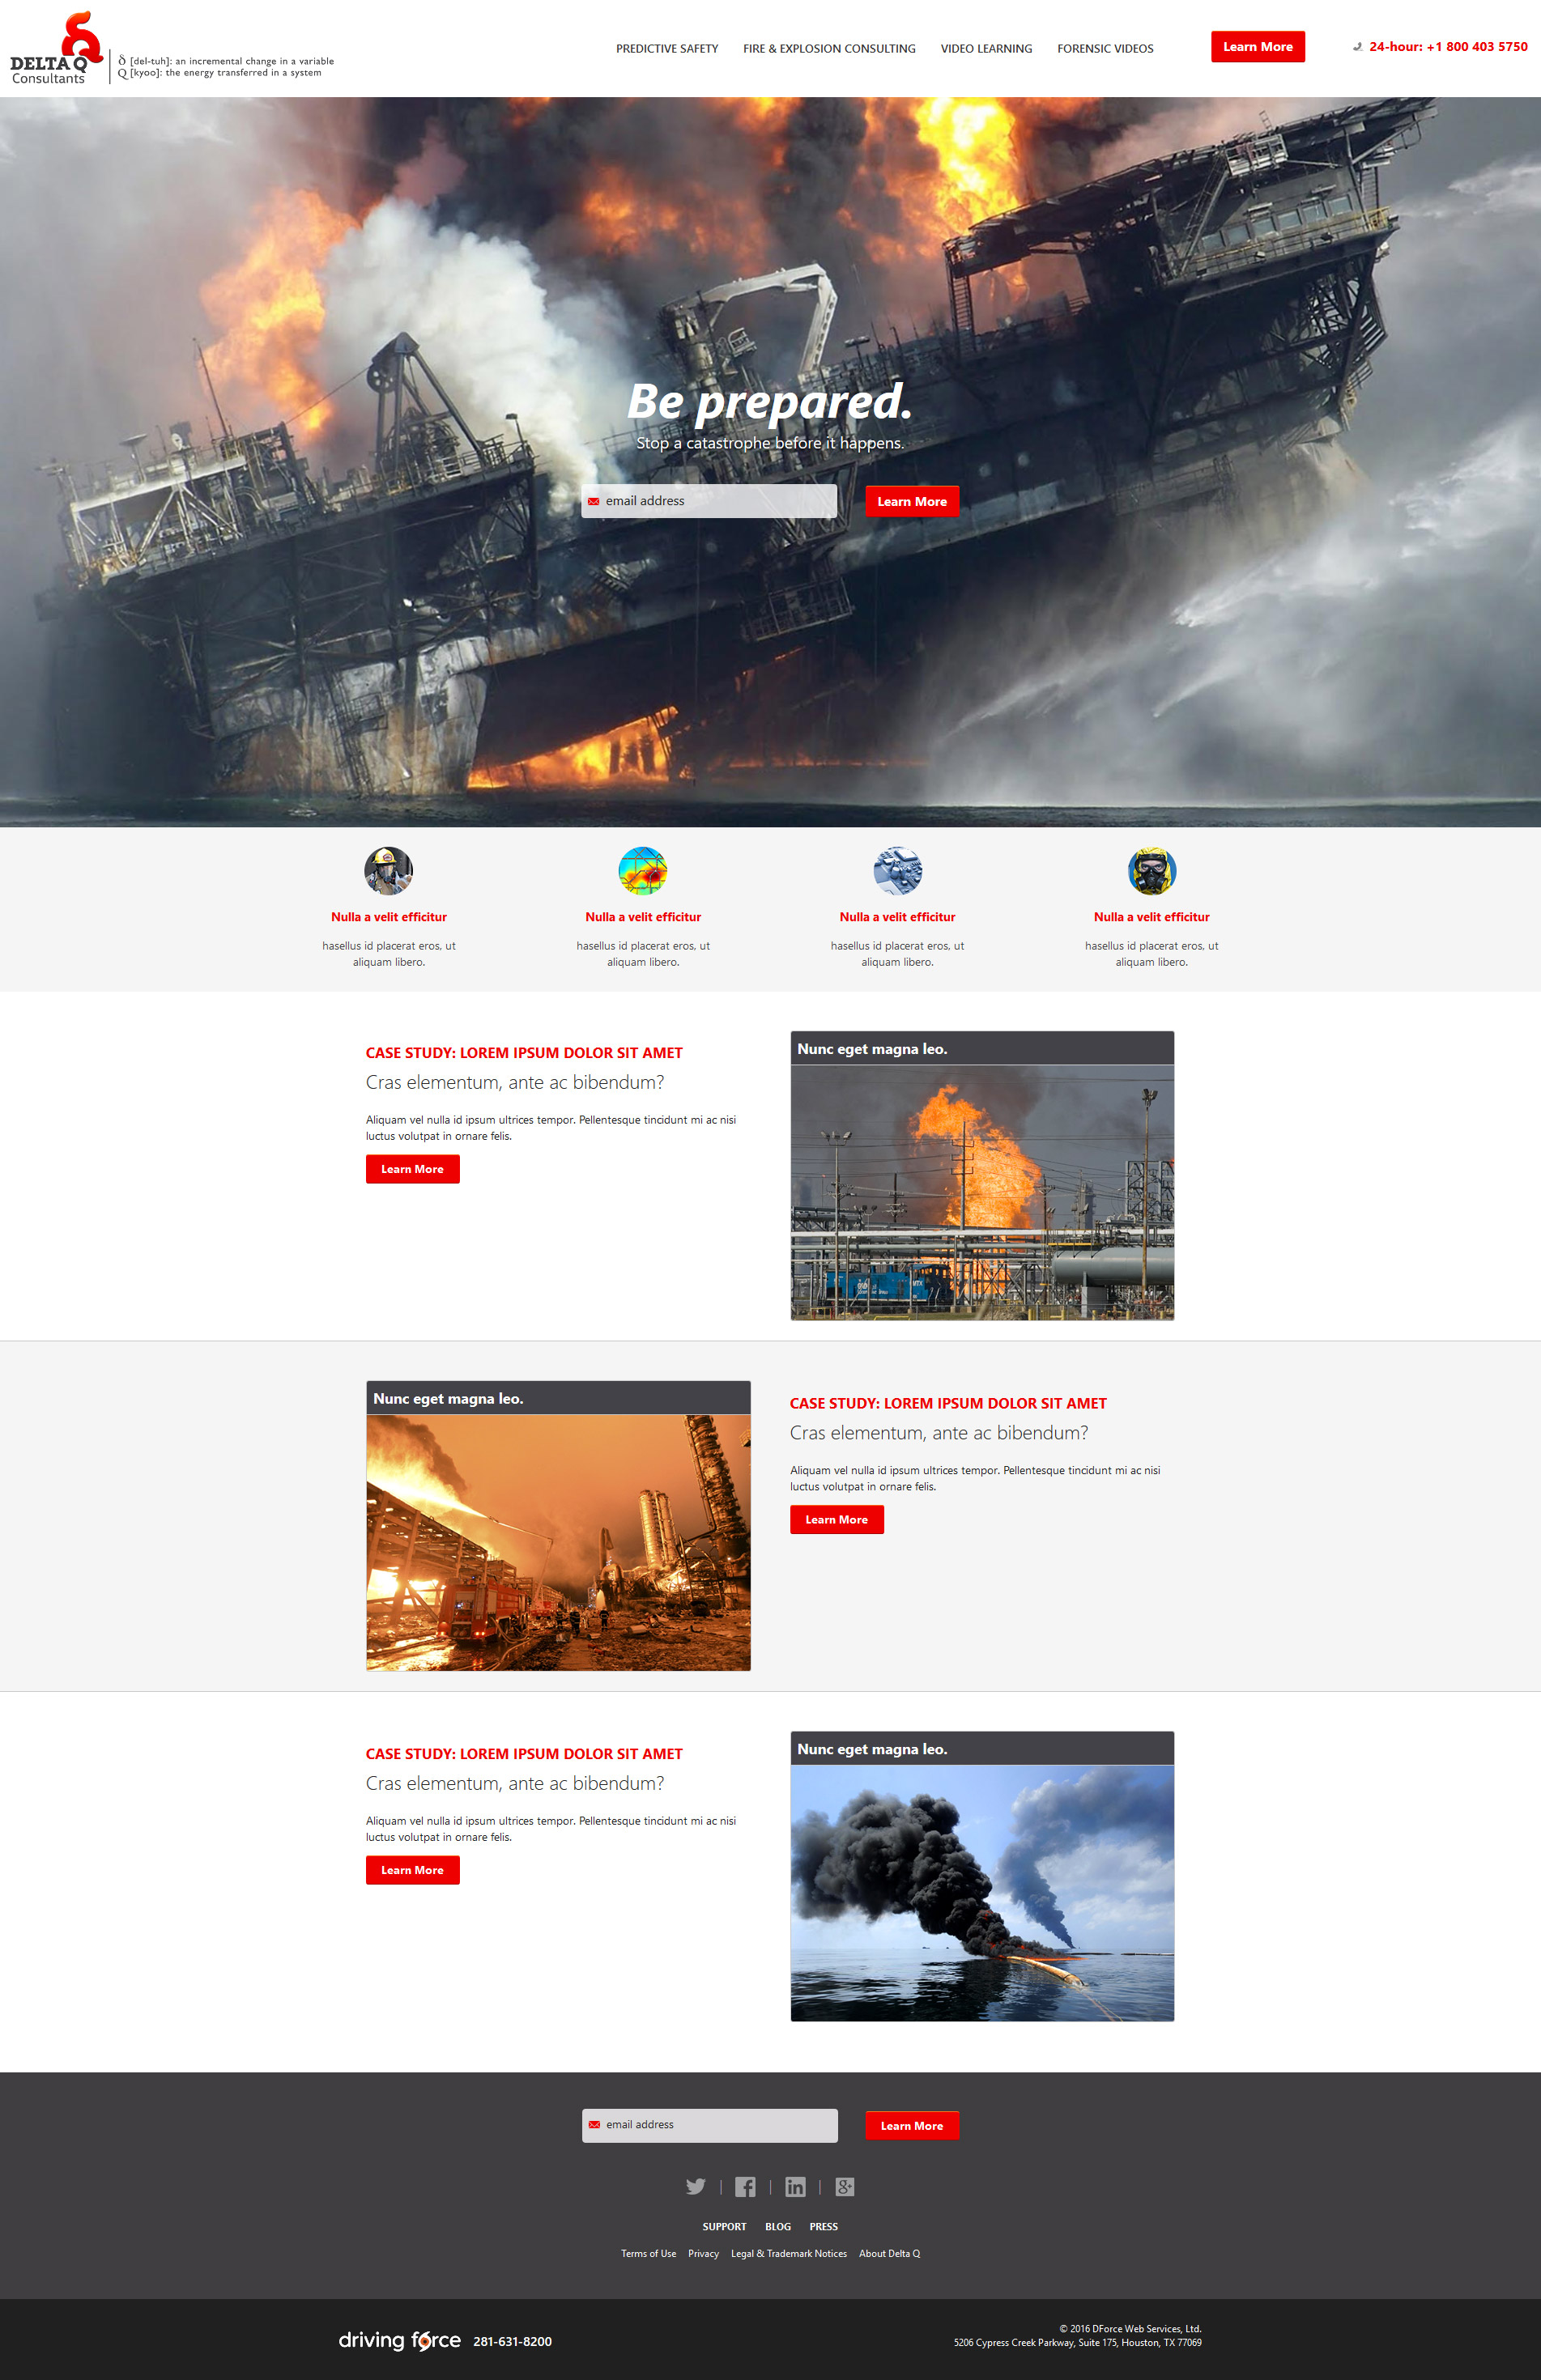 DELTA Q
Consultants
δ [del-tuh]: an incremental change in a variable
Q [kyoo]: the energy transferred in a system
PREDICTIVE SAFETY
FIRE & EXPLOSION CONSULTING
VIDEO LEARNING
FORENSIC VIDEOS
Learn More
24-hour: +1 800 403 5750
Be prepared.
Stop a catastrophe before it happens.
email address
Learn More
Nulla a velit efficitur
hasellus id placerat eros, ut
aliquam libero.
Nulla a velit efficitur
hasellus id placerat eros, ut
aliquam libero.
Nulla a velit efficitur
hasellus id placerat eros, ut
aliquam libero.
Nulla a velit efficitur
hasellus id placerat eros, ut
aliquam libero.
CASE STUDY: LOREM IPSUM DOLOR SIT AMET
Cras elementum, ante ac bibendum?
Aliquam vel nulla id ipsum ultrices tempor. Pellentesque tincidunt mi ac nisi
luctus volutpat in ornare felis.
Learn More
Nunc eget magna leo.
Nunc eget magna leo.
CASE STUDY: LOREM IPSUM DOLOR SIT AMET
Cras elementum, ante ac bibendum?
Aliquam vel nulla id ipsum ultrices tempor. Pellentesque tincidunt mi ac nisi
luctus volutpat in ornare felis.
Learn More
CASE STUDY: LOREM IPSUM DOLOR SIT AMET
Cras elementum, ante ac bibendum?
Aliquam vel nulla id ipsum ultrices tempor. Pellentesque tincidunt mi ac nisi
luctus volutpat in ornare felis.
Learn More
Nunc eget magna leo.
email address
Learn More
SUPPORT BLOG PRESS
Terms of Use Privacy Legal & Trademark Notices About Delta Q
driving force 281-631-8200
© 2016 DForce Web Services, Ltd.
5206 Cypress Creek Parkway, Suite 175, Houston, TX 77069